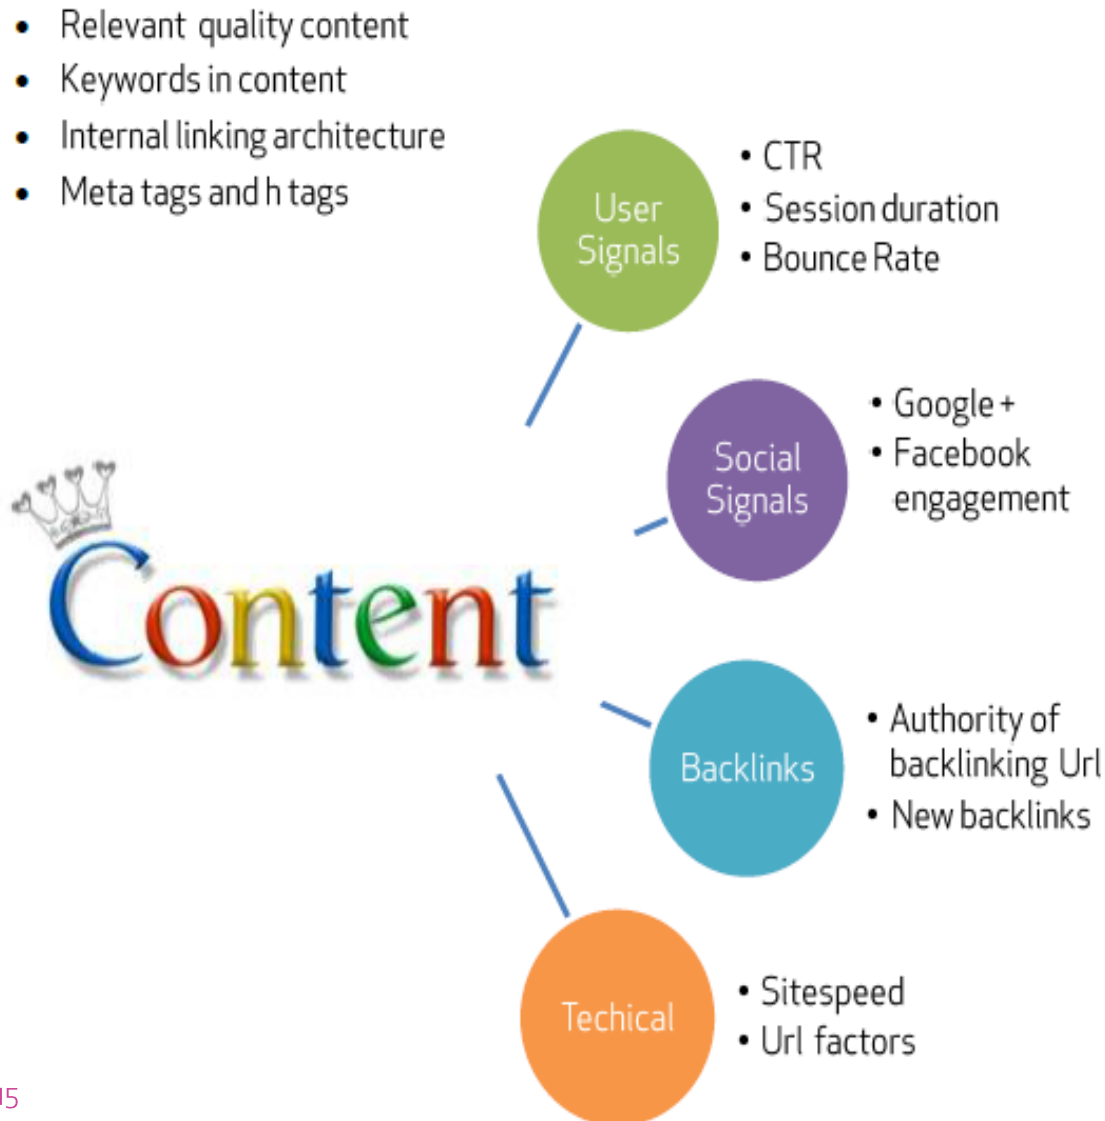 • Relevant quality content
• Keywords in content
• Internal linking architecture
• Meta tags and h tags
User
Signals
• CTR
• Session duration
• Bounce Rate
Social
Signals
• Google +
• Facebook
engagement
Content
Backlinks
• Authority of
backlinking Url
• New backlinks
Techical
• Sitespeed
• Url factors